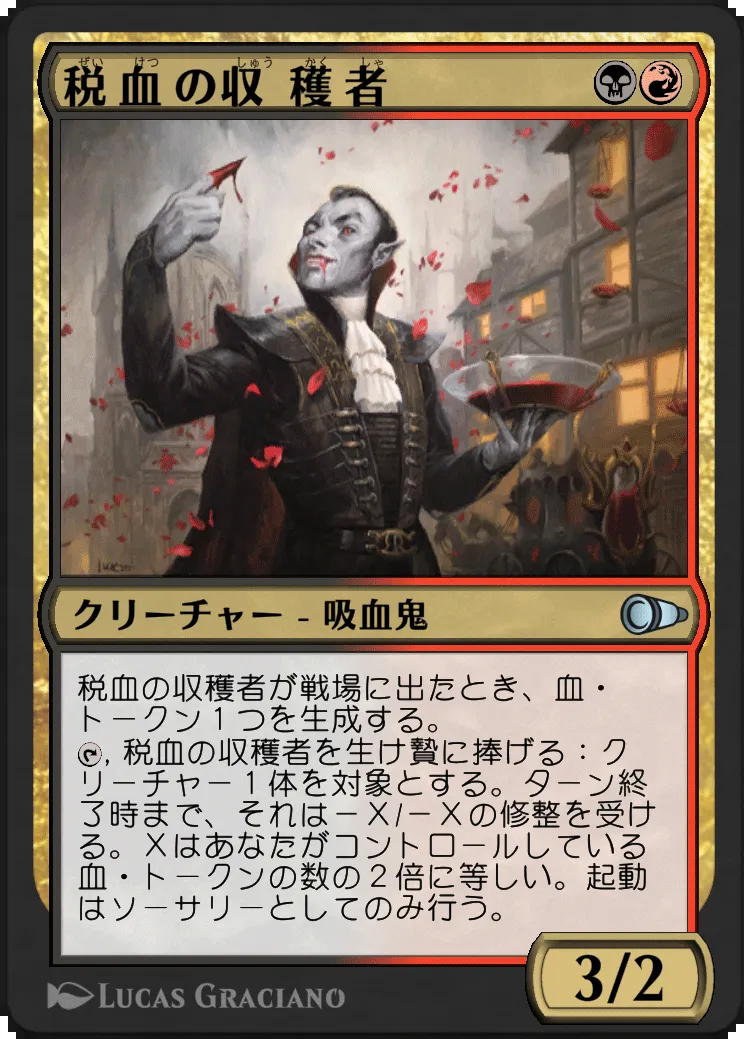 ぜい けつ しゅう かく しゃ
税血の収穫者
クリーチャー - 吸血鬼
税血の収穫者が戦場に出たとき、血・
トークン１つを生成する。
, 税血の収穫者を生け贄に捧げる：ク
リーチャー１体を対象とする。ターン終
了時まで、それは－Ｘ/－Ｘの修整を受け
る。Ｘはあなたがコントロールしている
血・トークンの数の２倍に等しい。起動
はソーサリーとしてのみ行う。
3/2
LUCAS GRACIANO